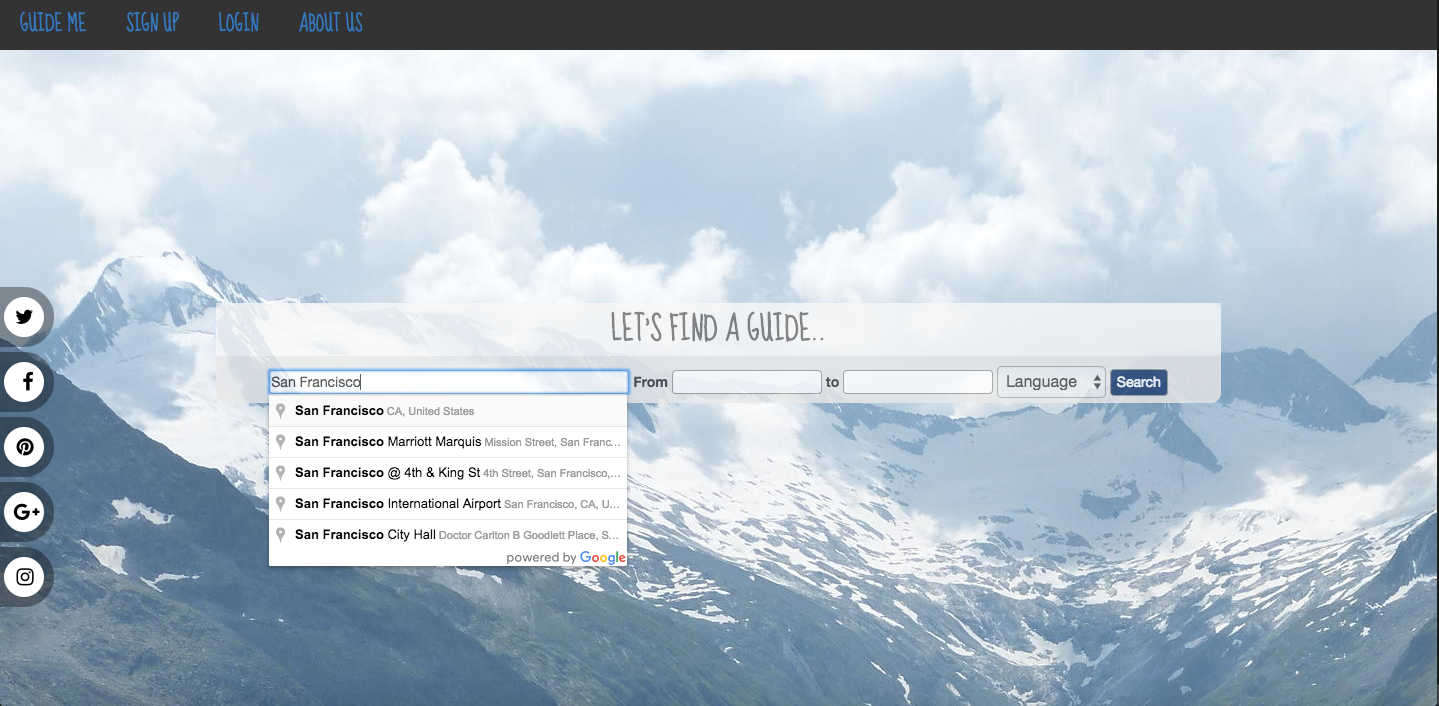 GUIDE ME SIGN UP LOGIN ABOUT US
LET'S FIND A GUIDE..
San Francisco From to Language Search
San Francisco CA, United States
San Francisco Marriott Marquis Mission Street, San Franc...
San Francisco @ 4th & King St 4th Street, San Francisco,...
San Francisco International Airport San Francisco, CA, U...
San Francisco City Hall Doctor Carlton B Goodlett Place, S...
powered by Google
G+